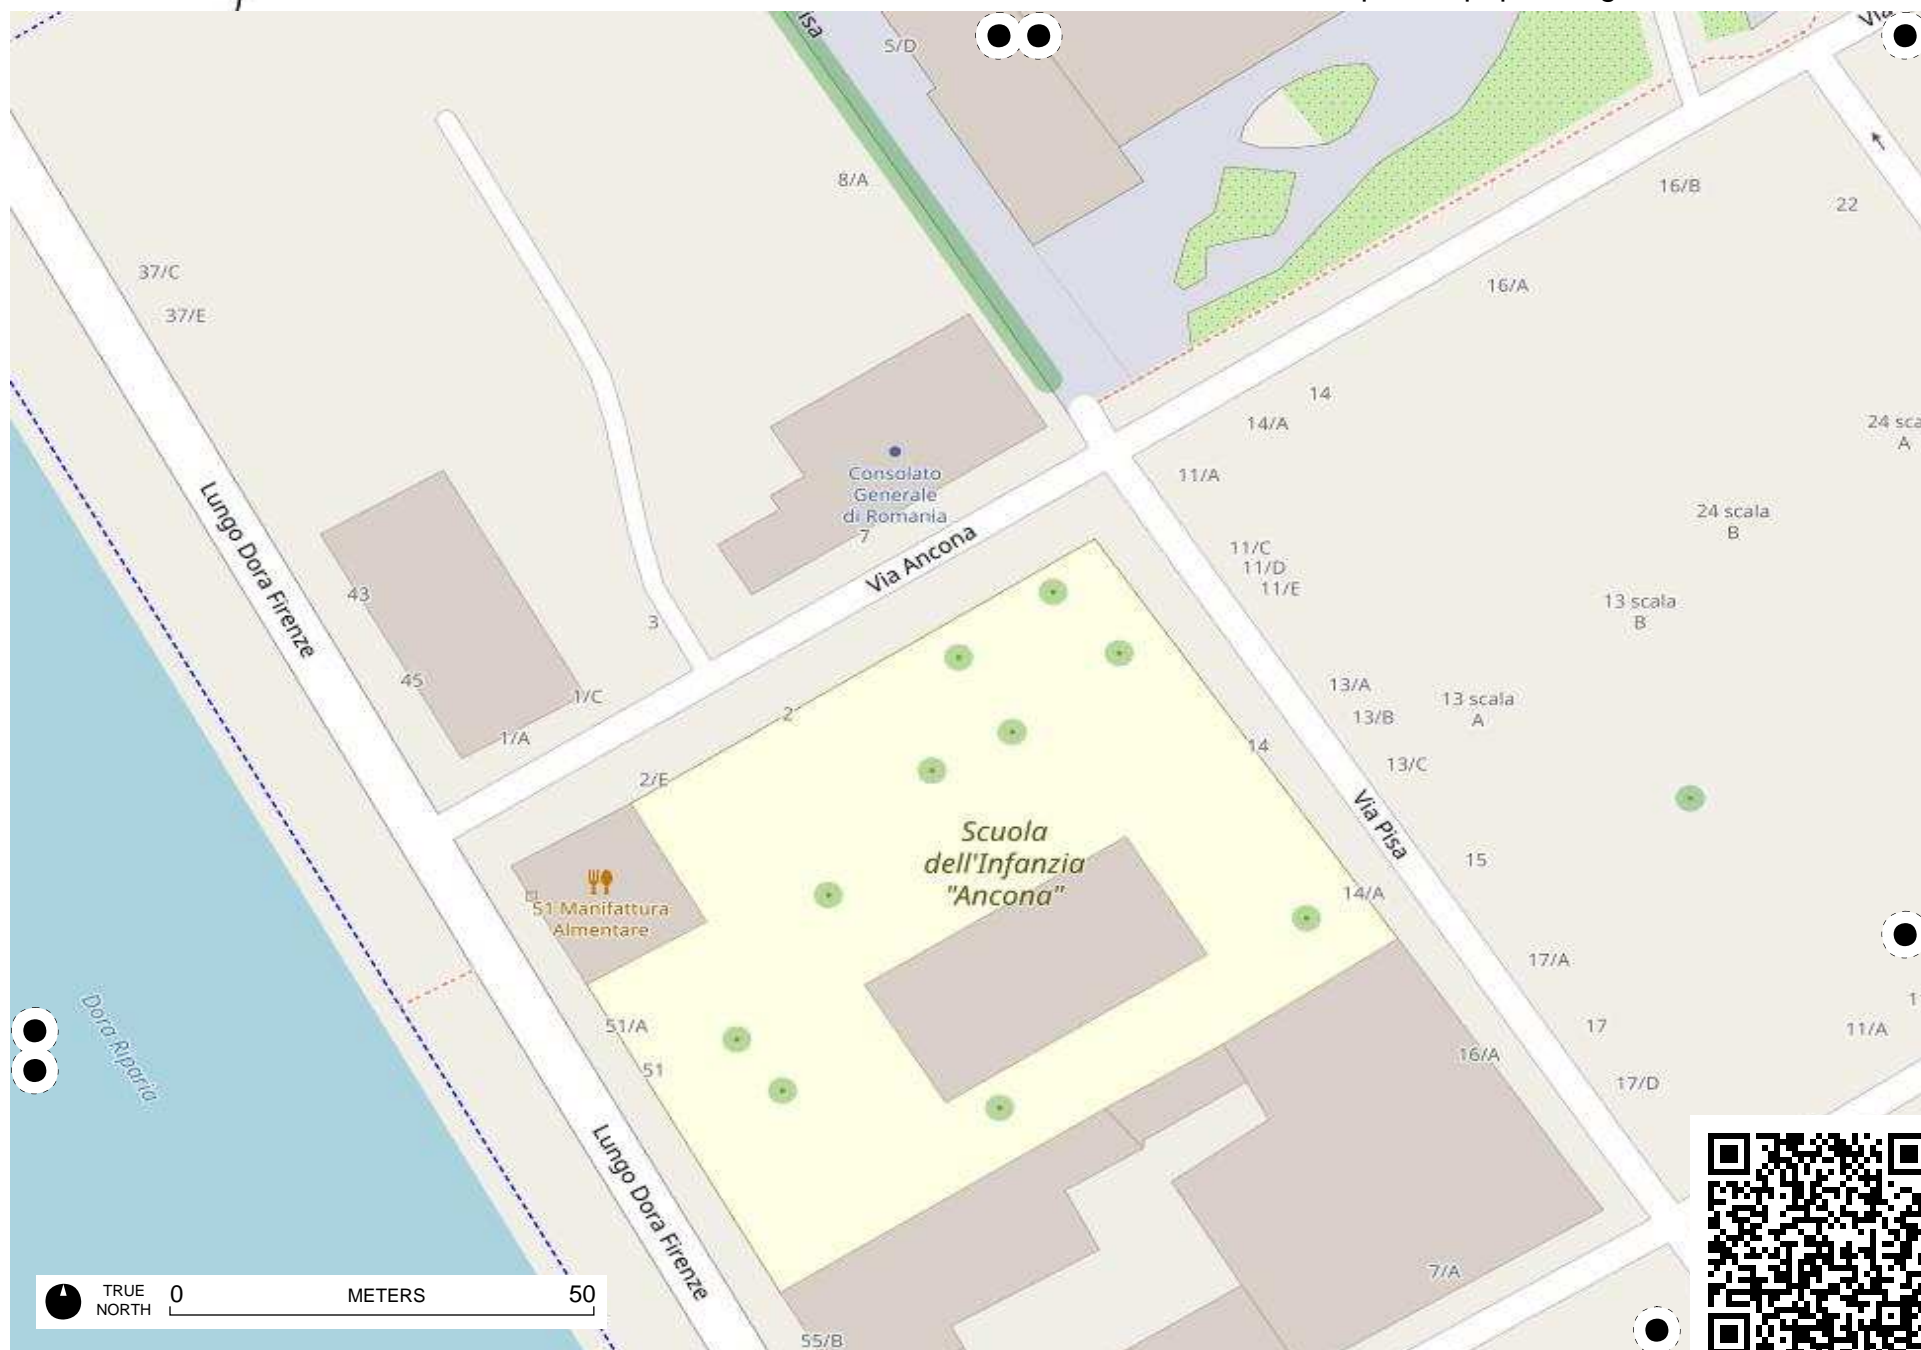 5/D
8/A
16/B
22
37/C
16/A
37/E
14
14/A
11/A
Consolato
Generale
di Romania
7
24 scala
B
Lungo Dora Firenze
Via Ancona
11/C
11/D
11/E
43
13 scala
B
3
45
1/C
13/A
13 scala
A
2
13/B
1/A
14
13/C
2/E
Via Pisa
Scuola
dell'Infanzia
"Ancona"
15
51 Manifattura
Almentare
14/A
17/A
Dora Riparia
51/A
17
11/A
51
16/A
17/D
Lungo Dora Firenze
7/A
TRUE
NORTH
0 METERS 50
55/B